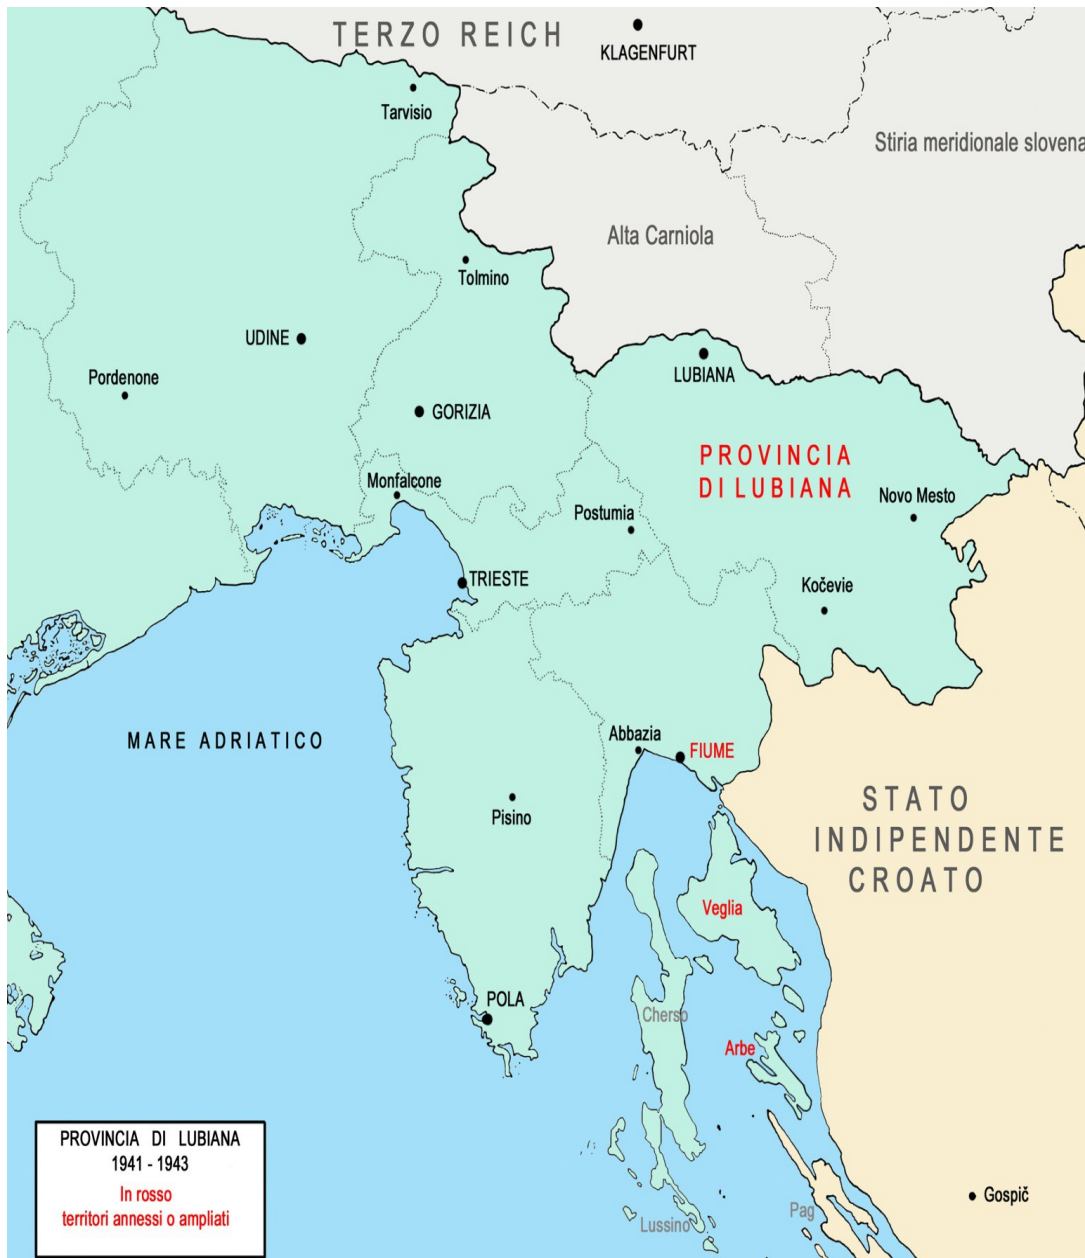 TERZO REICH
KLAGENFURT
Tarvisio
Stiria meridionale slovena
Alta Carniola
Tolmino
UDINE
LUBIANA
Pordenone
GORIZIA
PROVINCIA
DI LUBIANA
Monfalcone
Novo Mesto
Postumia
TRIESTE
Kočevie
MARE ADRIATICO
Abbazia
FIUME
Pisino
STATO
INDIPENDENTE
CROATO
Veglia
POLA
Cherso
Arbe
PROVINCIA DI LUBIANA
1941 - 1943
In rosso
territori annessi o ampliati
Lussino
Pag
Gospič